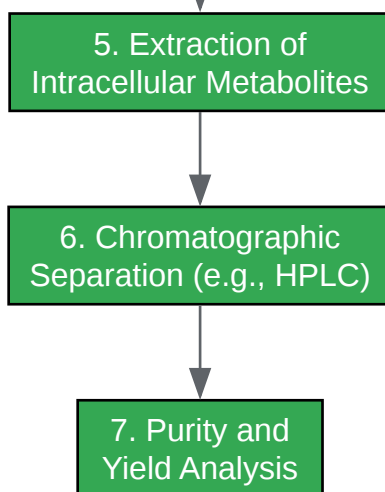 5. Extraction of
Intracellular Metabolites
6. Chromatographic
Separation (e.g., HPLC)
7. Purity and
Yield Analysis